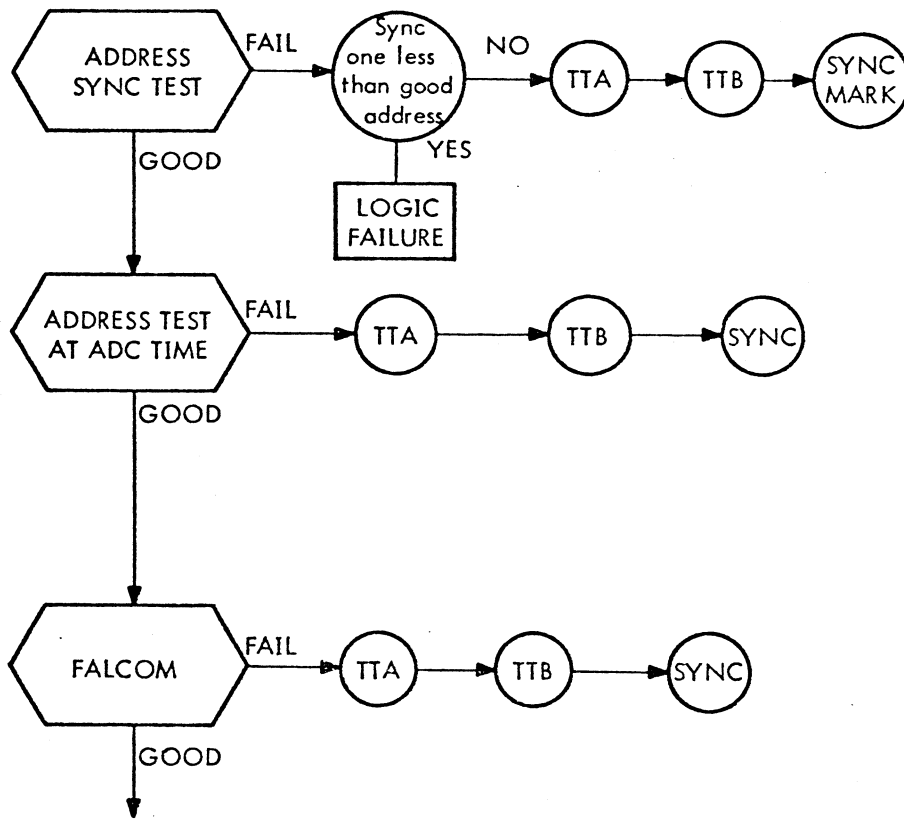 ADDRESS
SYNC TEST
FAIL
Sync
one less
than good
address
NO
TTA
TTB
SYNC
MARK
GOOD
YES
LOGIC
FAILURE
ADDRESS TEST
AT ADC TIME
FAIL
TTA
TTB
SYNC
GOOD
FALCOM
FAIL
TTA
TTB
SYNC
GOOD